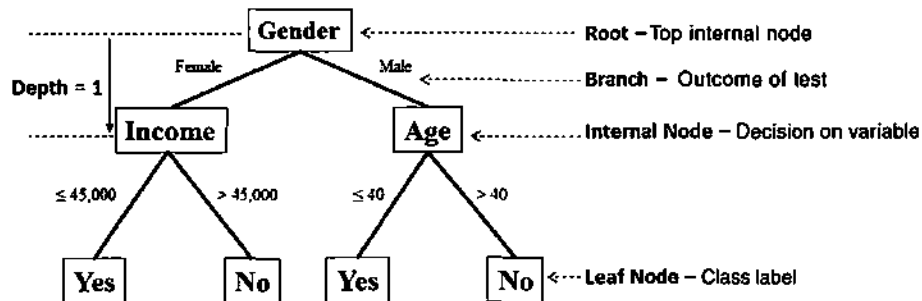 Gender
Root – Top internal node
Female
Male
Branch – Outcome of test
Depth = 1
Income
Age
Internal Node – Decision on variable
≤ 45,000
> 45,000
≤ 40
> 40
Yes
No
Yes
No
Leaf Node – Class label